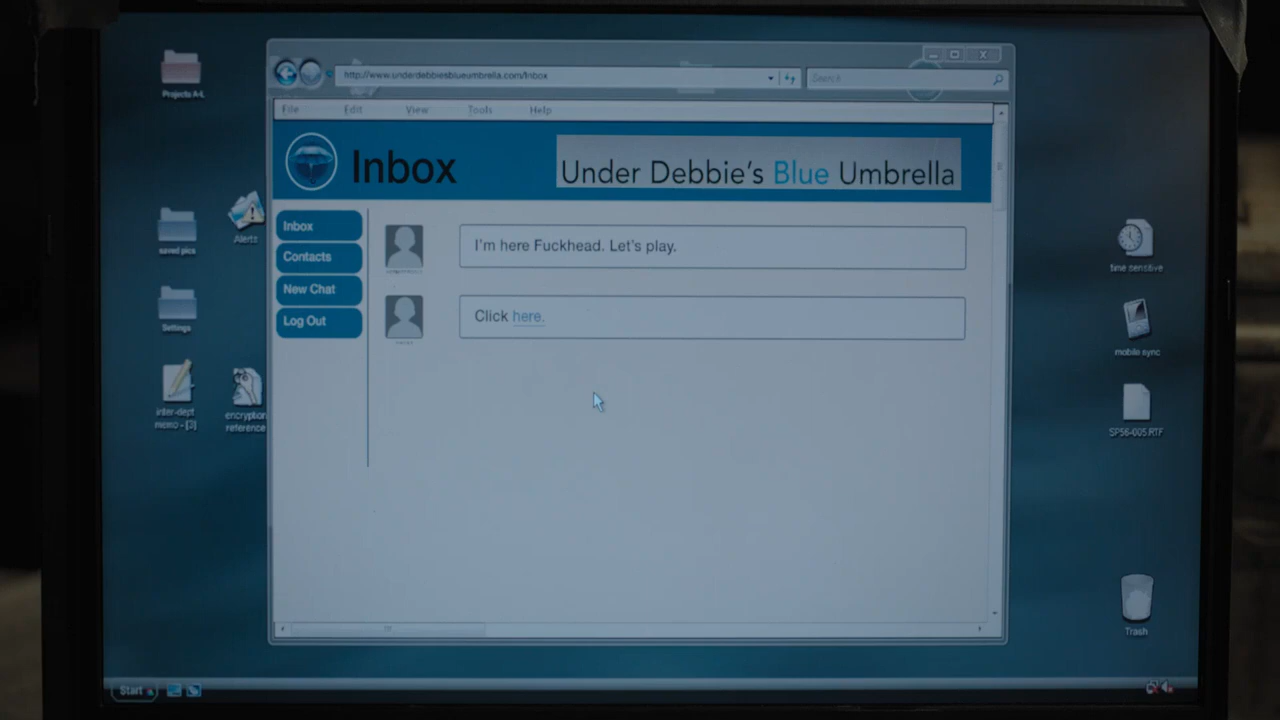 Projects A-L
saved pics
Alerts
Settings
inter-dept
memo - [3]
encryption
reference
http://www.underdebbiesblueumbrella.com/Inbox
Search
File Edit View Tools Help
Inbox
Under Debbie's Blue Umbrella
Inbox
Contacts
New Chat
Log Out
I'm here Fuckhead. Let's play.
Click here.
time sensitive
mobile sync
SP56-005.RTF
Trash
Start